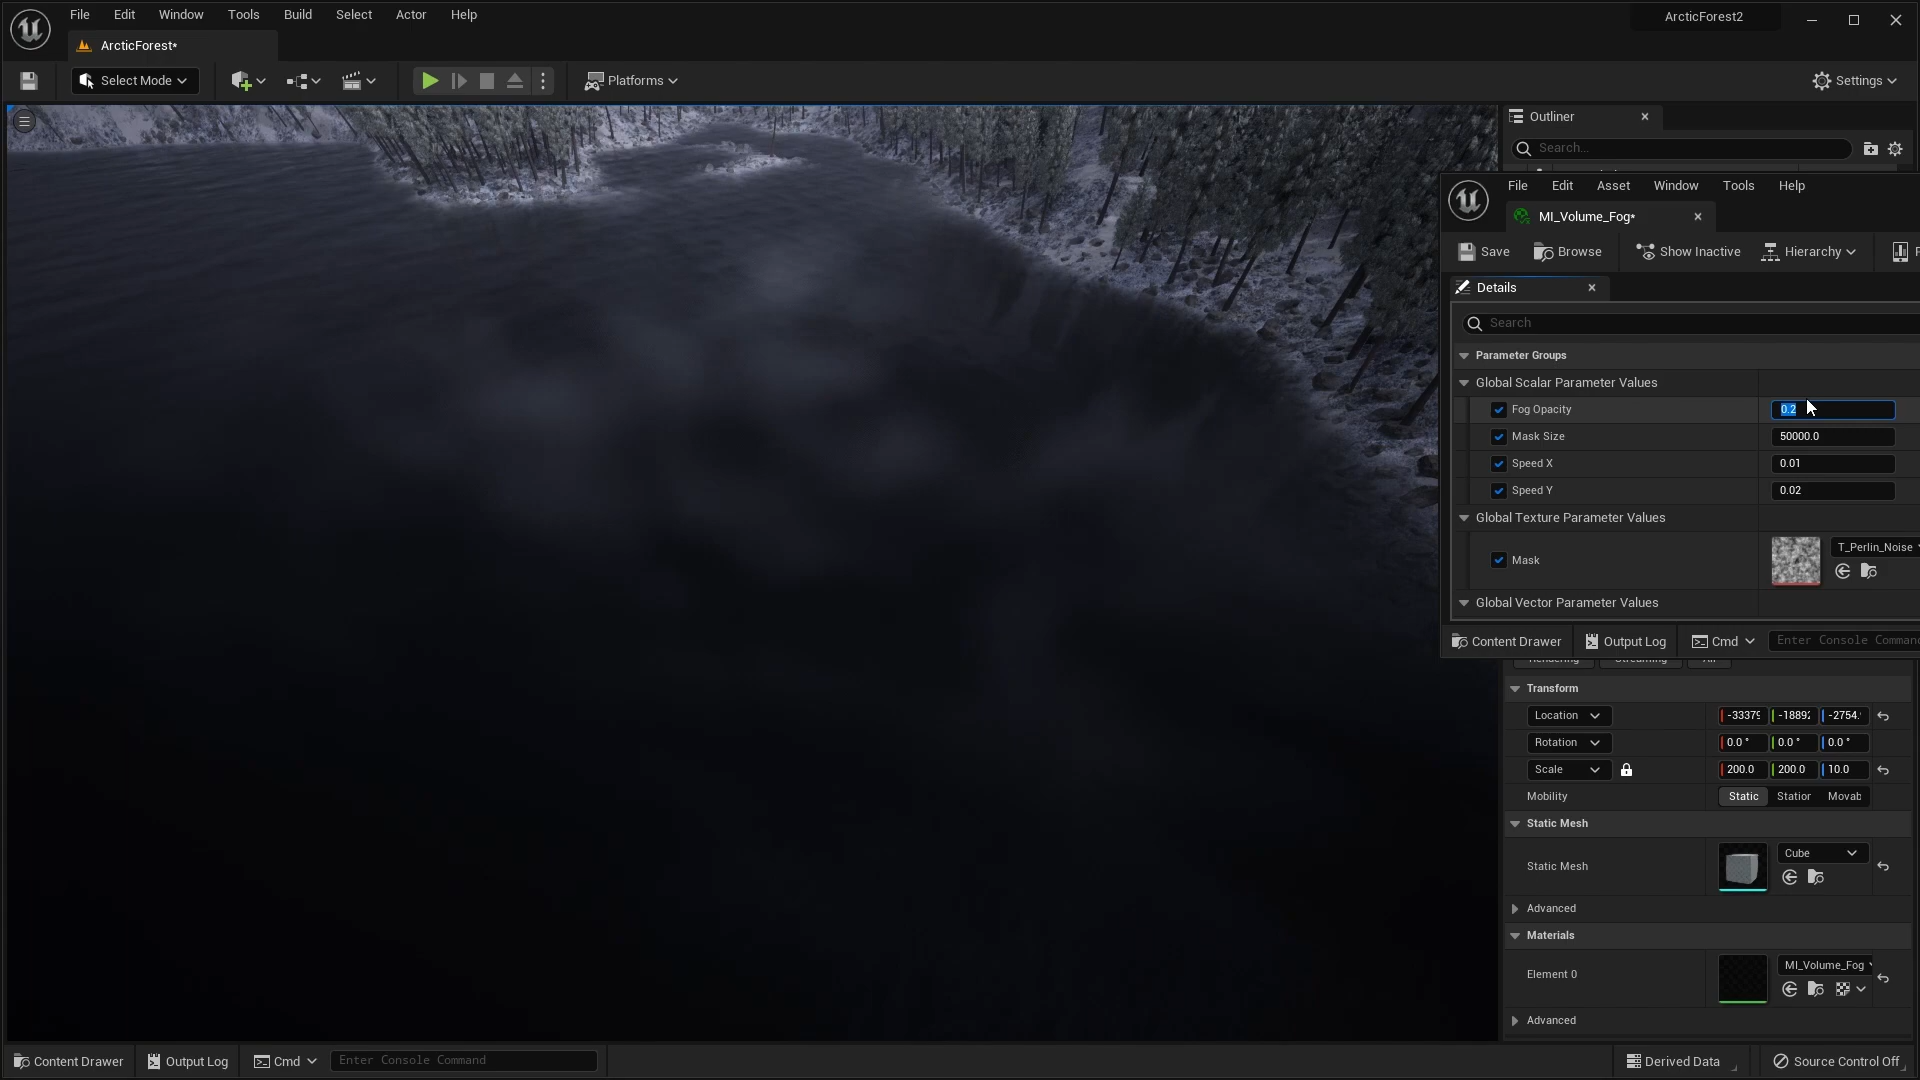 File Edit Window Tools Build Select Actor Help
ArcticForest2
ArcticForest*
Select Mode
Platforms
Settings
Outliner
Search...
File Edit Asset Window Tools Help
MI_Volume_Fog*
Save Browse Show Inactive Hierarchy
Details
Search
Parameter Groups
Global Scalar Parameter Values
Fog Opacity 0.2
Mask Size 50000.0
Speed X 0.01
Speed Y 0.02
Global Texture Parameter Values
Mask T_Perlin_Noise
Global Vector Parameter Values
Content Drawer Output Log Cmd Enter Console Command
Transform
Location -33379 -18892 -2754.
Rotation 0.0 ° 0.0 ° 0.0 °
Scale 200.0 200.0 10.0
Mobility Static Station Movab
Static Mesh
Static Mesh Cube
Advanced
Materials
Element 0 MI_Volume_Fog
Advanced
Content Drawer Output Log Cmd Enter Console Command Derived Data Source Control Off